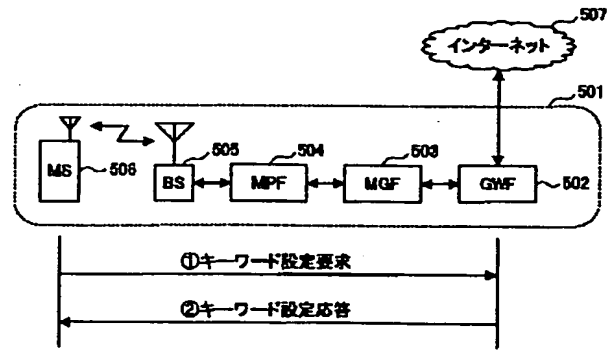 507
インターネット
501
MS
506
505
BS
504
MPF
503
MGF
GWF
502
①キーワード設定要求
②キーワード設定応答